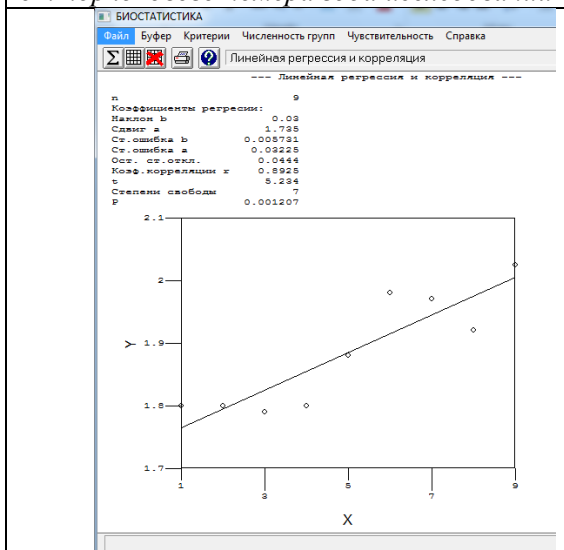 БИОСТАТИСТИКА
Файл Буфер Критерии Численность групп Чувствительность Справка
Линейная регрессия и корреляция
--- Линейная регрессия и корреляция ---
n 9
Коэффициенты регресии:
Наклон b 0.03
Сдвиг a 1.735
Ст.ошибка b 0.005731
Ст.ошибка a 0.03225
Ост. ст.откл. 0.0444
Коэф.корреляции r 0.8925
t 5.234
Степени свободы 7
P 0.001207
2.1
2
1.9
1.8
1.7
Y
1 3 5 7 9
X